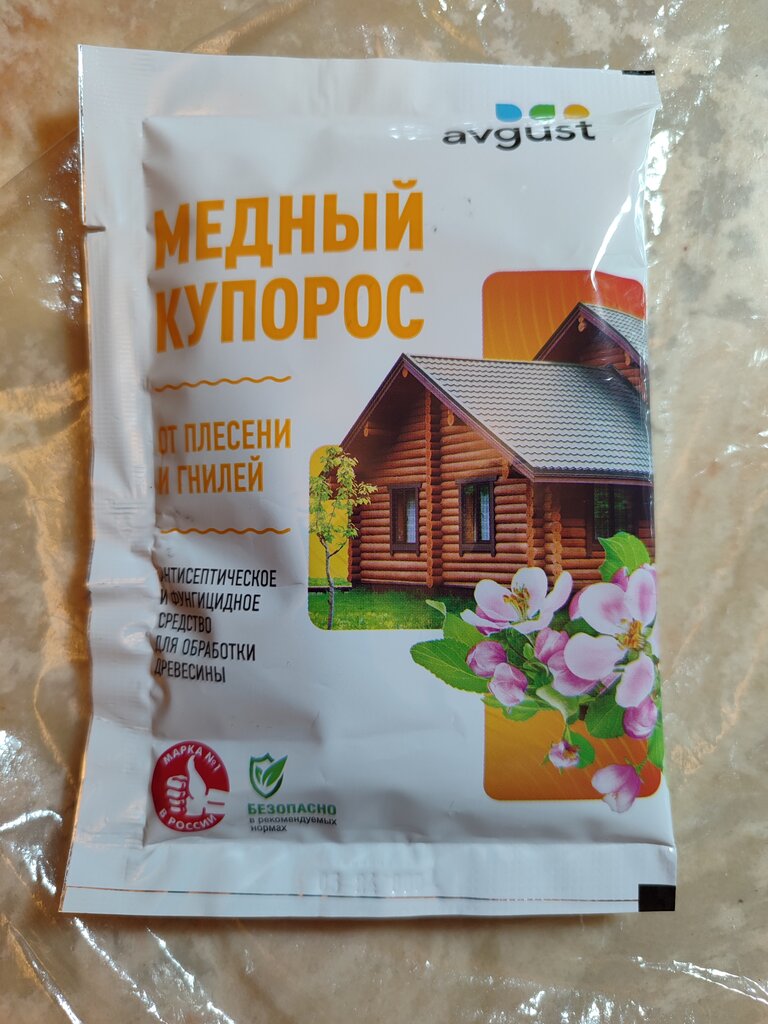 avgust
МЕДНЫЙ
КУПОРОС
ОТ ПЛЕСЕНИ
И ГНИЛЕЙ
АНТИСЕПТИЧЕСКОЕ
И ФУНГИЦИДНОЕ
СРЕДСТВО
ДЛЯ ОБРАБОТКИ
ДРЕВЕСИНЫ
МАРКА №1
В РОССИИ
БЕЗОПАСНО
в рекомендуемых
нормах